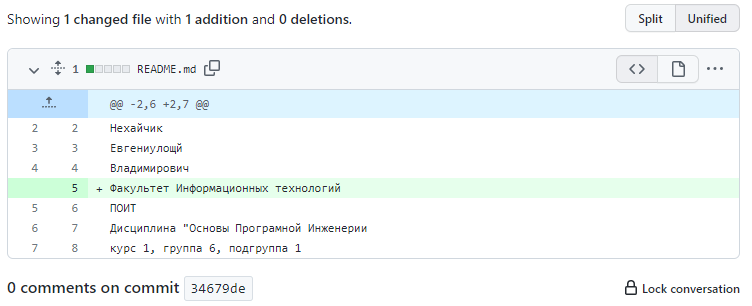 Showing 1 changed file with 1 addition and 0 deletions.
Split Unified
1 README.md
@@ -2,6 +2,7 @@
2 2 Нехайчик
3 3 Евгениулощй
4 4 Владимирович
5 + Факультет Информационных технологий
5 6 ПОИТ
6 7 Дисциплина "Основы Програмной Инженерии
7 8 курс 1, группа 6, подгруппа 1
0 comments on commit 34679de
Lock conversation